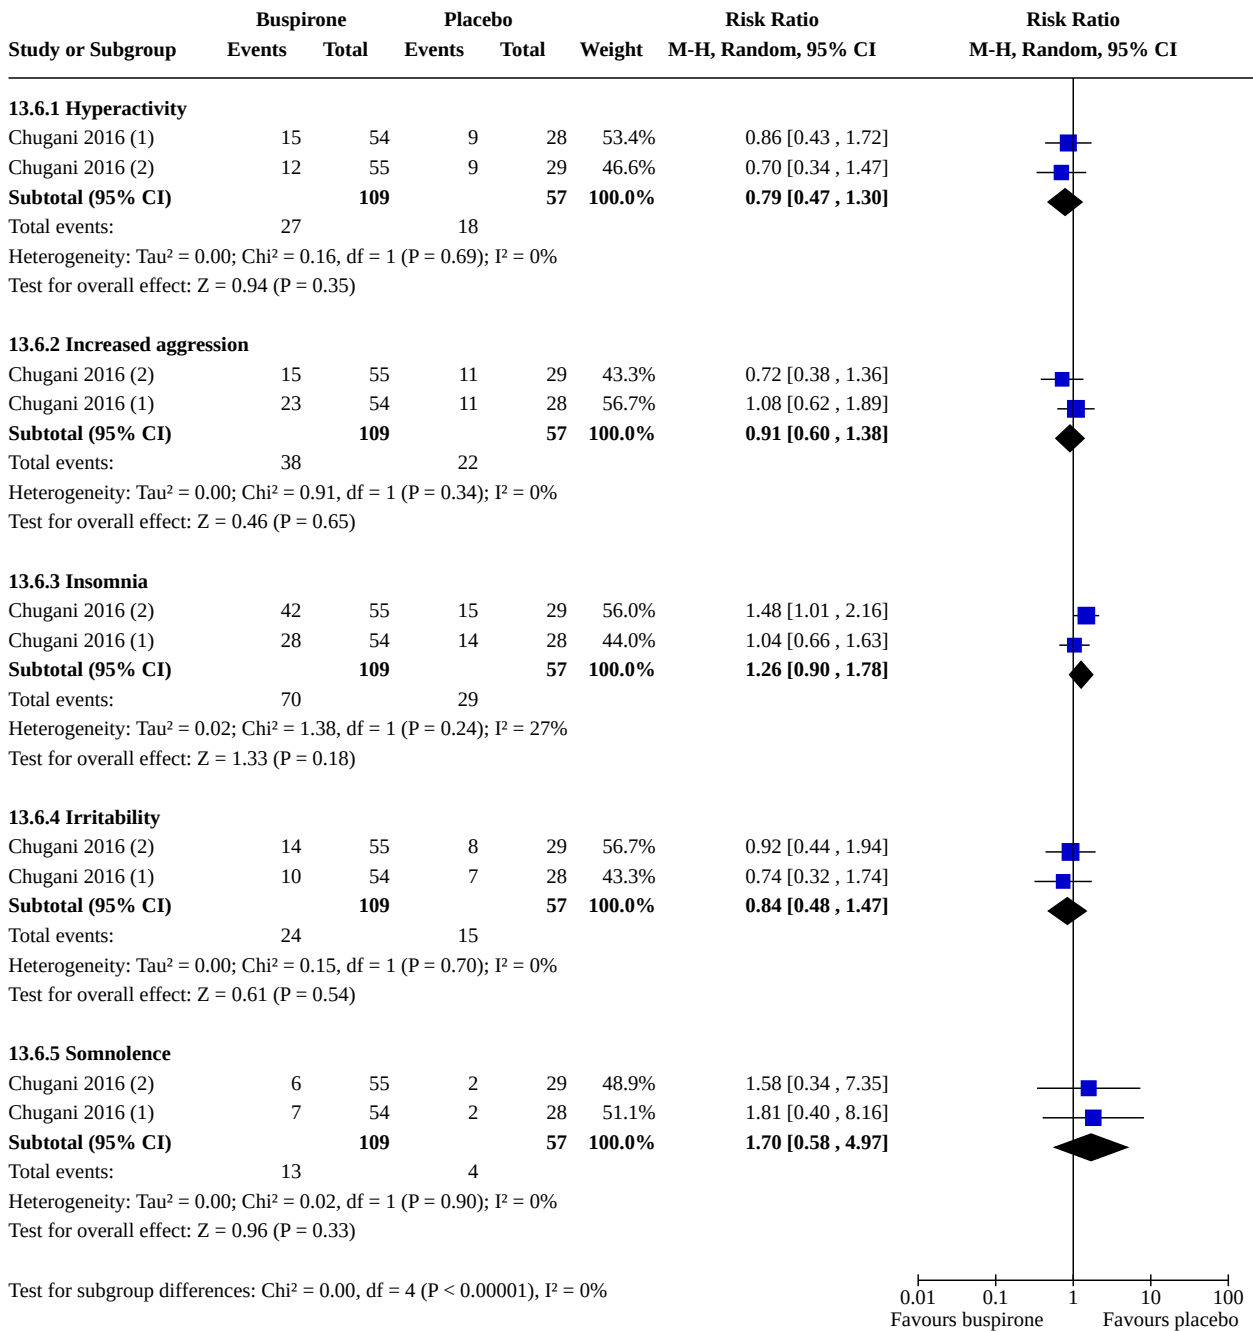 Buspirone Placebo Risk Ratio Risk Ratio
Study or Subgroup Events Total Events Total Weight M-H, Random, 95% CI M-H, Random, 95% CI
13.6.1 Hyperactivity
Chugani 2016 (1) 15 54 9 28 53.4% 0.86 [0.43 , 1.72]
Chugani 2016 (2) 12 55 9 29 46.6% 0.70 [0.34 , 1.47]
Subtotal (95% CI) 109 57 100.0% 0.79 [0.47 , 1.30]
Total events: 27 18
Heterogeneity: Tau² = 0.00; Chi² = 0.16, df = 1 (P = 0.69); I² = 0%
Test for overall effect: Z = 0.94 (P = 0.35)
13.6.2 Increased aggression
Chugani 2016 (2) 15 55 11 29 43.3% 0.72 [0.38 , 1.36]
Chugani 2016 (1) 23 54 11 28 56.7% 1.08 [0.62 , 1.89]
Subtotal (95% CI) 109 57 100.0% 0.91 [0.60 , 1.38]
Total events: 38 22
Heterogeneity: Tau² = 0.00; Chi² = 0.91, df = 1 (P = 0.34); I² = 0%
Test for overall effect: Z = 0.46 (P = 0.65)
13.6.3 Insomnia
Chugani 2016 (2) 42 55 15 29 56.0% 1.48 [1.01 , 2.16]
Chugani 2016 (1) 28 54 14 28 44.0% 1.04 [0.66 , 1.63]
Subtotal (95% CI) 109 57 100.0% 1.26 [0.90 , 1.78]
Total events: 70 29
Heterogeneity: Tau² = 0.02; Chi² = 1.38, df = 1 (P = 0.24); I² = 27%
Test for overall effect: Z = 1.33 (P = 0.18)
13.6.4 Irritability
Chugani 2016 (2) 14 55 8 29 56.7% 0.92 [0.44 , 1.94]
Chugani 2016 (1) 10 54 7 28 43.3% 0.74 [0.32 , 1.74]
Subtotal (95% CI) 109 57 100.0% 0.84 [0.48 , 1.47]
Total events: 24 15
Heterogeneity: Tau² = 0.00; Chi² = 0.15, df = 1 (P = 0.70); I² = 0%
Test for overall effect: Z = 0.61 (P = 0.54)
13.6.5 Somnolence
Chugani 2016 (2) 6 55 2 29 48.9% 1.58 [0.34 , 7.35]
Chugani 2016 (1) 7 54 2 28 51.1% 1.81 [0.40 , 8.16]
Subtotal (95% CI) 109 57 100.0% 1.70 [0.58 , 4.97]
Total events: 13 4
Heterogeneity: Tau² = 0.00; Chi² = 0.02, df = 1 (P = 0.90); I² = 0%
Test for overall effect: Z = 0.96 (P = 0.33)
Test for subgroup differences: Chi² = 0.00, df = 4 (P < 0.00001), I² = 0%
0.01 0.1 1 10 100
Favours buspirone Favours placebo